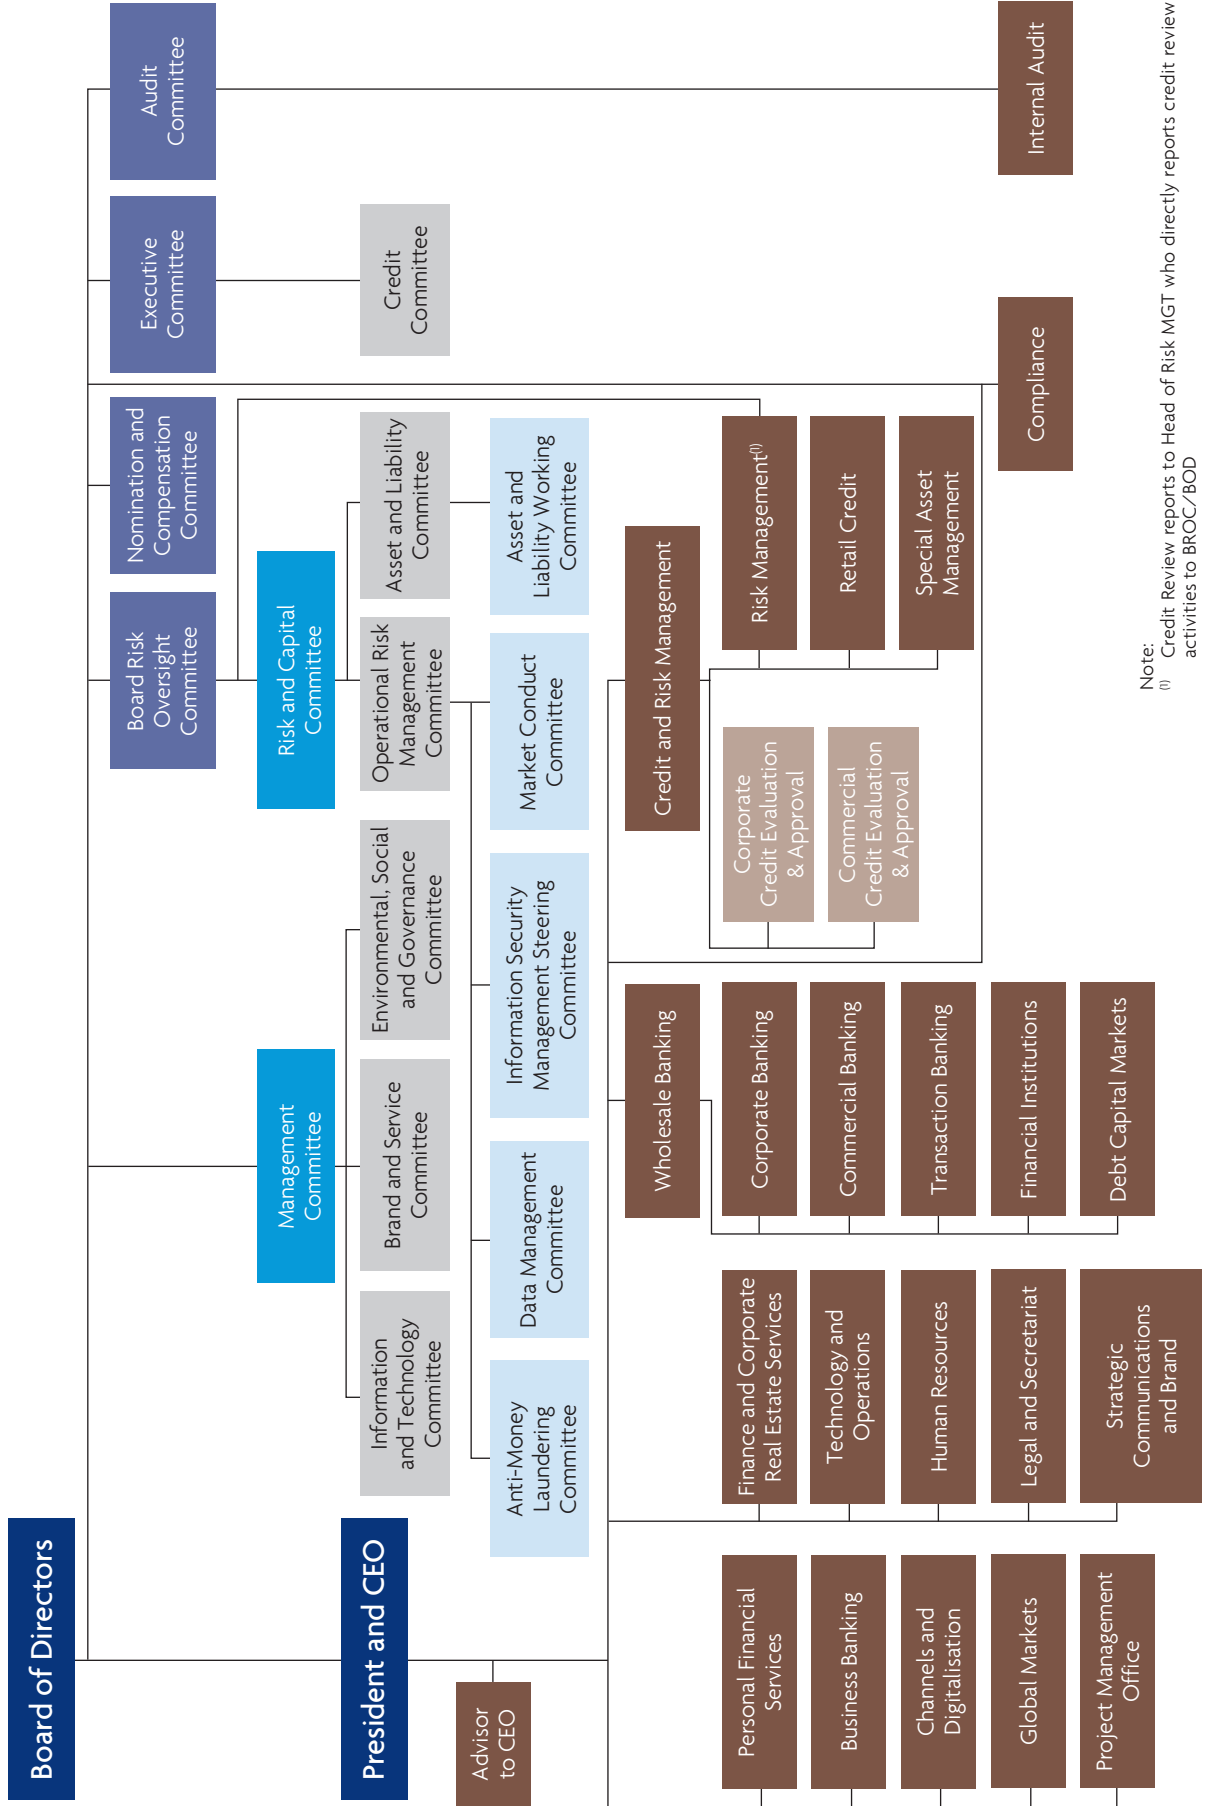 Board of Directors
Audit
Committee
Executive
Committee
Nomination and
Compensation
Committee
Board Risk
Oversight
Committee
Management
Committee
Risk and Capital
Committee
President and CEO
Information
and Technology
Committee
Brand and Service
Committee
Environmental, Social
and Governance
Committee
Operational Risk
Management
Committee
Asset and Liability
Committee
Credit
Committee
Advisor
to CEO
Anti-Money
Laundering
Committee
Data Management
Committee
Information Security
Management Steering
Committee
Market Conduct
Committee
Asset and
Liability Working
Committee
Wholesale Banking
Credit and Risk Management
Personal Financial
Services
Business Banking
Channels and
Digitalisation
Global Markets
Project Management
Office
Finance and Corporate
Real Estate Services
Technology and
Operations
Human Resources
Legal and Secretariat
Strategic
Communications
and Brand
Corporate Banking
Commercial Banking
Transaction Banking
Financial Institutions
Debt Capital Markets
Corporate
Credit Evaluation
& Approval
Commercial
Credit Evaluation
& Approval
Risk Management(1)
Retail Credit
Special Asset
Management
Compliance
Internal Audit
Note:
(1) Credit Review reports to Head of Risk MGT who directly reports credit review
activities to BROC/BOD